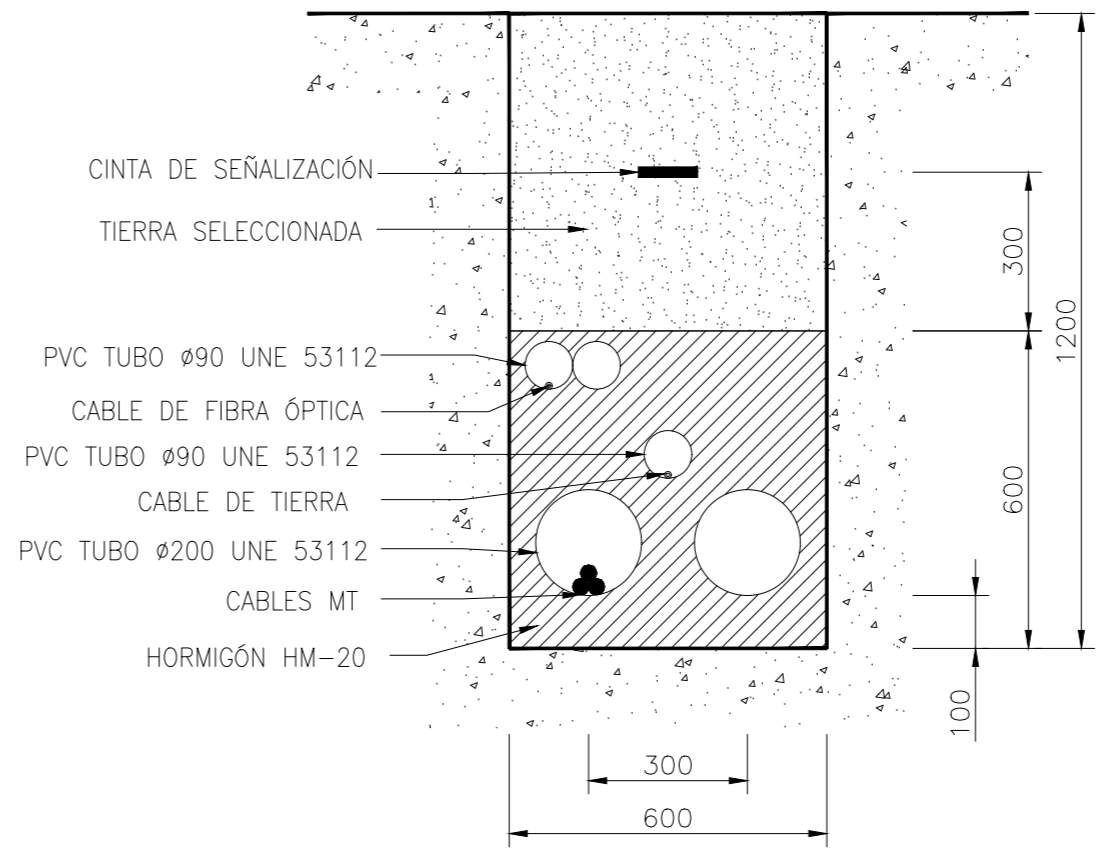 CINTA DE SEÑALIZACIÓN
TIERRA SELECCIONADA
PVC TUBO ø90 UNE 53112
CABLE DE FIBRA ÓPTICA
PVC TUBO ø90 UNE 53112
CABLE DE TIERRA
PVC TUBO ø200 UNE 53112
CABLES MT
HORMIGÓN HM-20
300
1200
600
100
300
600